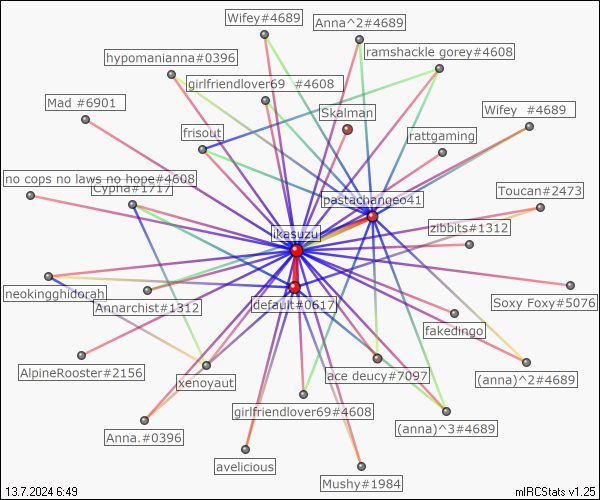 Wifey#4689
Anna^2#4689
ramshackle gorey#4608
hypomanianna#0396
girlfriendlover69 #4608
Mad #6901
Skalman
Wifey #4689
frisout
rattgaming
no cops no laws no hope#4608
Cypha#1717
Toucan#2473
pastachangeo41
zibbits#1312
ikasuzu
neokingghidorah
Annarchist#1312
default#0617
Soxy Foxy#5076
fakedingo
AlpineRooster#2156
xenoyaut
ace deucy#7097
(anna)^2#4689
girlfriendlover69#4608
(anna)^3#4689
Anna.#0396
avelicious
Mushy#1984
13.7.2024 6:49
mIRCStats v1.25